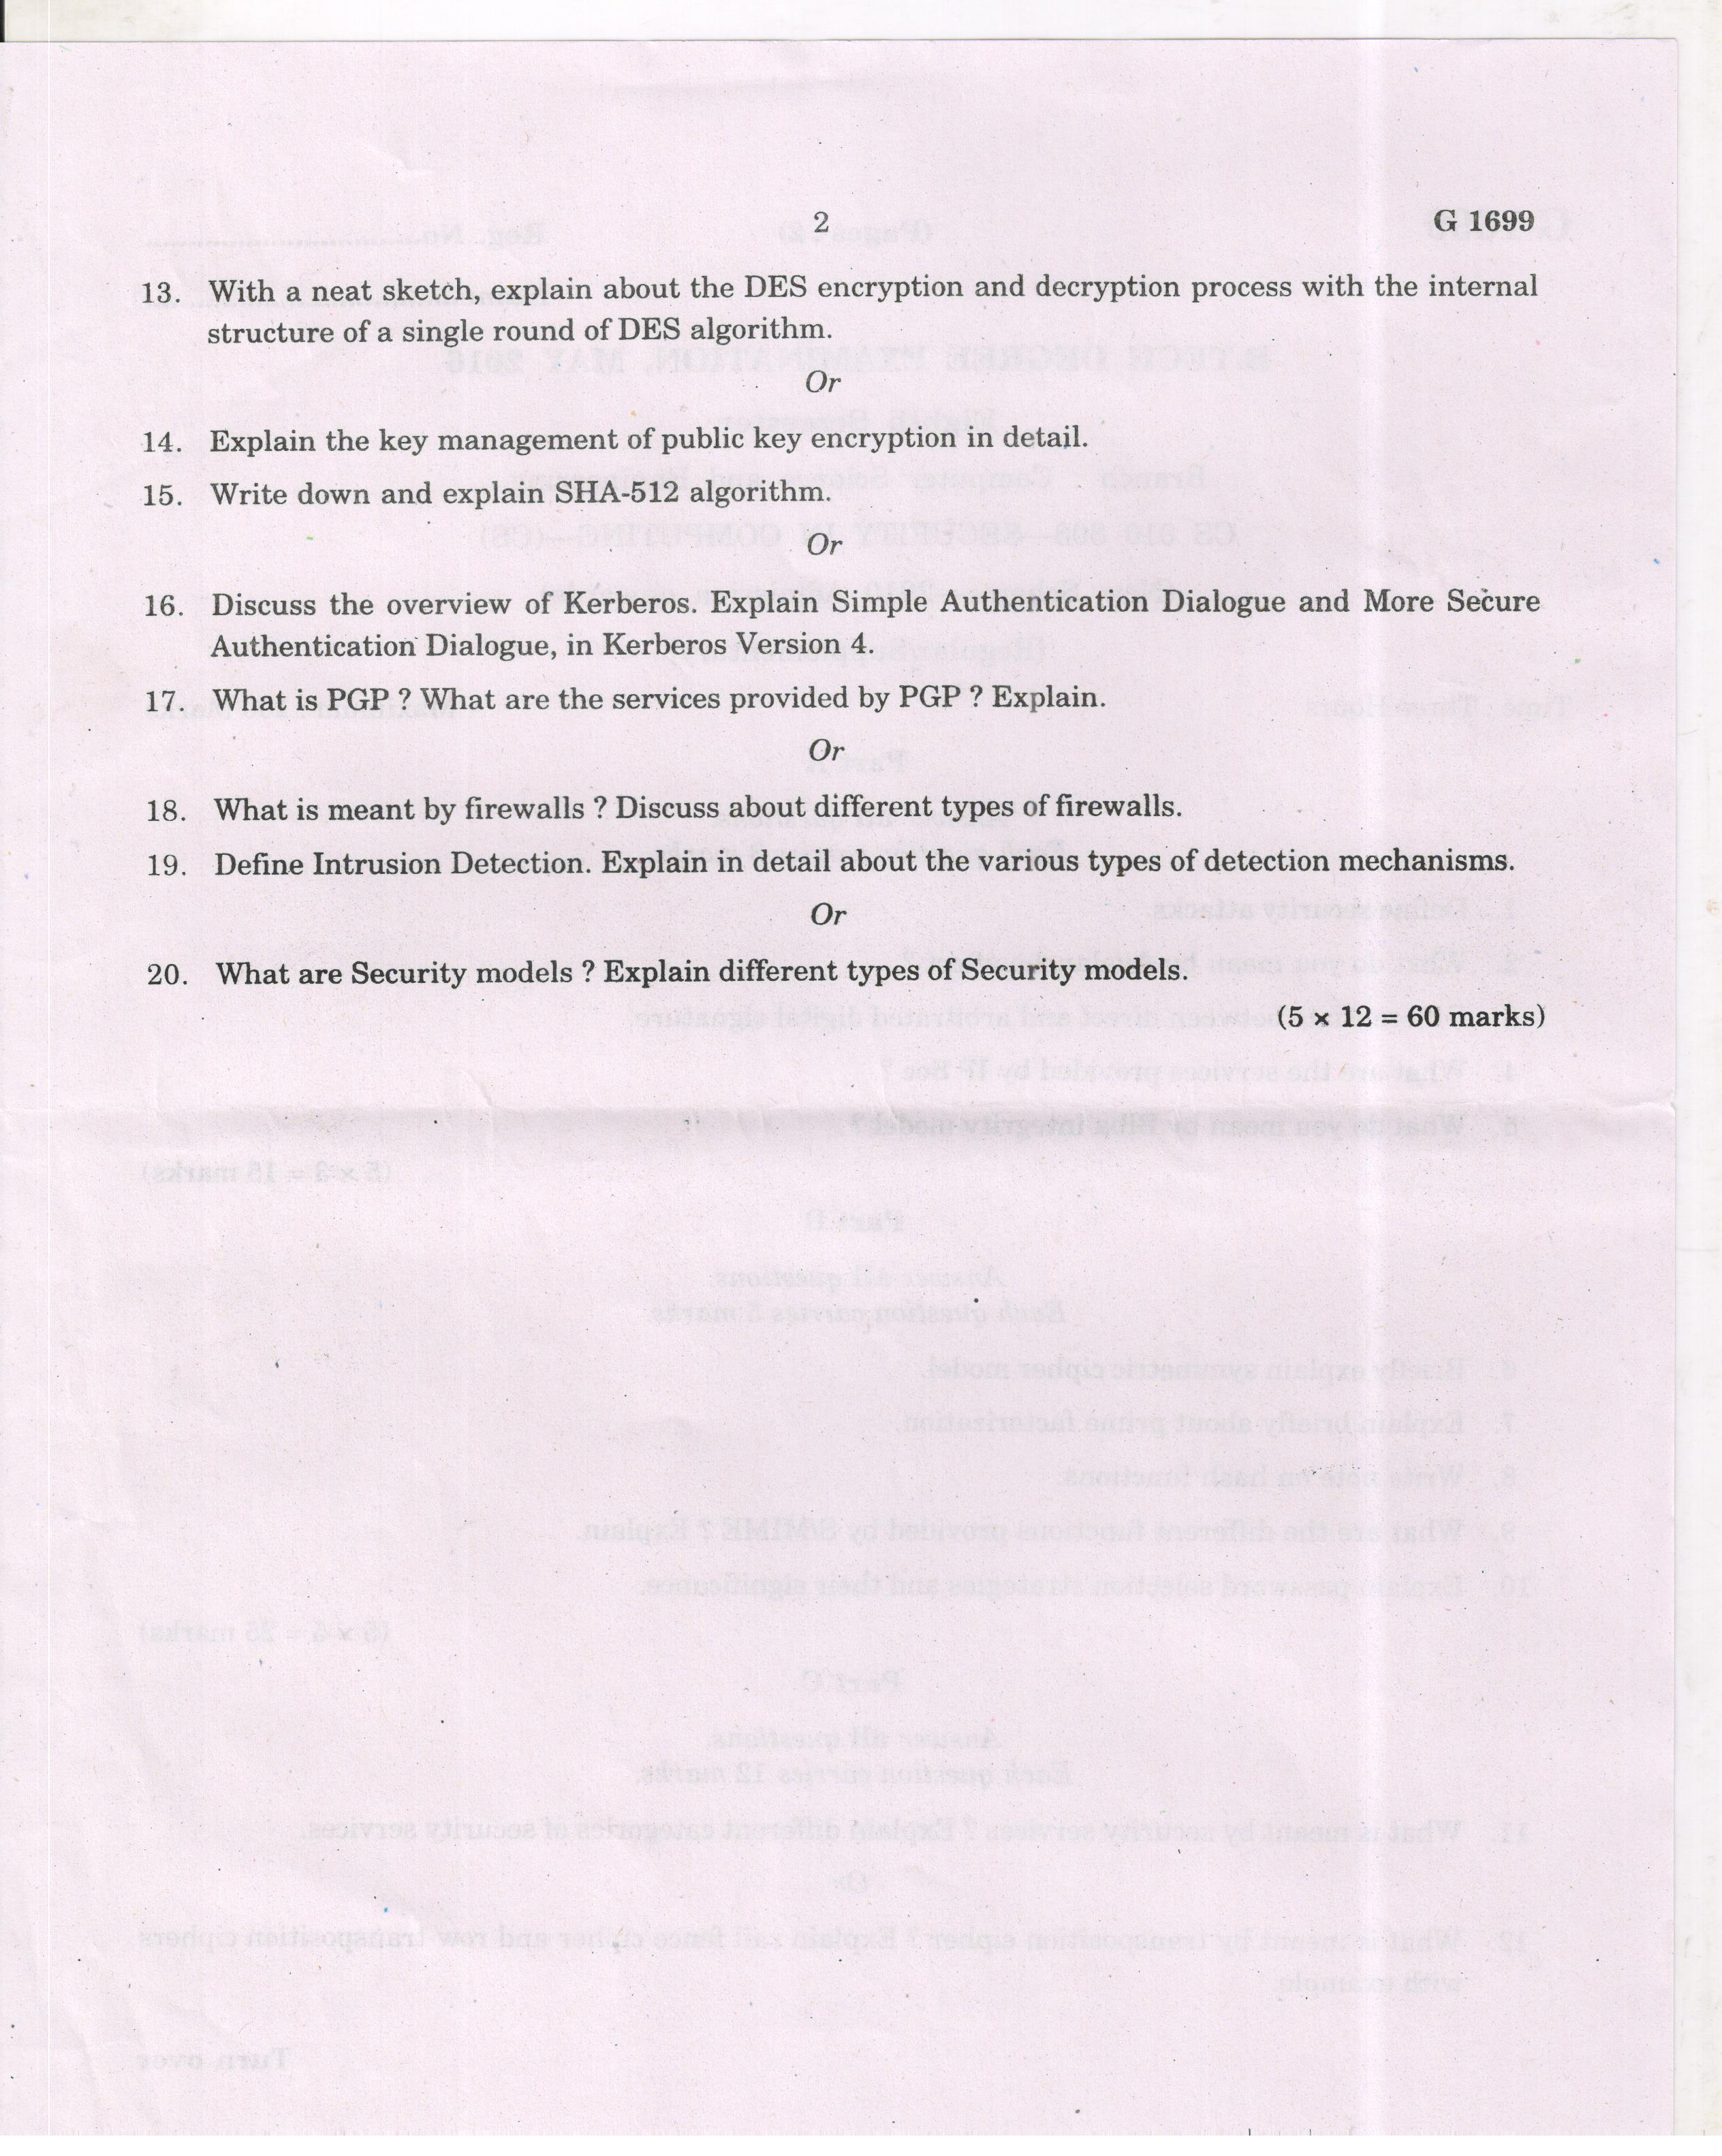 2 G 1699
13. With a neat sketch, explain about the DES encryption and decryption process with the internal
structure of a single round of DES algorithm.
Or
14. Explain the key management of public key encryption in detail.
15. Write down and explain SHA-512 algorithm.
Or
16. Discuss the overview of Kerberos. Explain Simple Authentication Dialogue and More Secure
Authentication Dialogue, in Kerberos Version 4.
17. What is PGP ? What are the services provided by PGP ? Explain.
Or
18. What is meant by firewalls ? Discuss about different types of firewalls.
19. Define Intrusion Detection. Explain in detail about the various types of detection mechanisms.
Or
20. What are Security models ? Explain different types of Security models.
(5 × 12 = 60 marks)